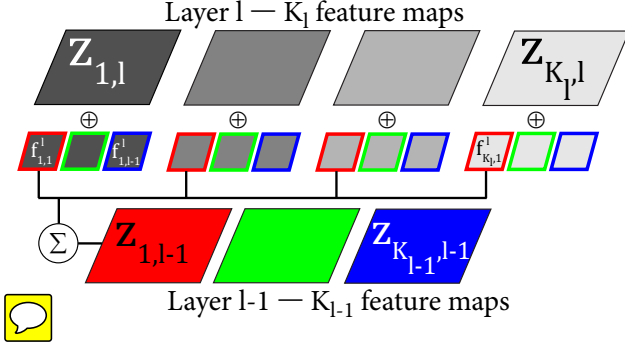 Layer l — K_l feature maps
z_{1,l} z_{K_l,l}
⊕ ⊕ ⊕ ⊕
f^l_{1,1} f^l_{1,l-1} f^l_{K_l,1}
Σ z_{1,l-1} z_{K_{l-1},l-1}
Layer l-1 — K_{l-1} feature maps